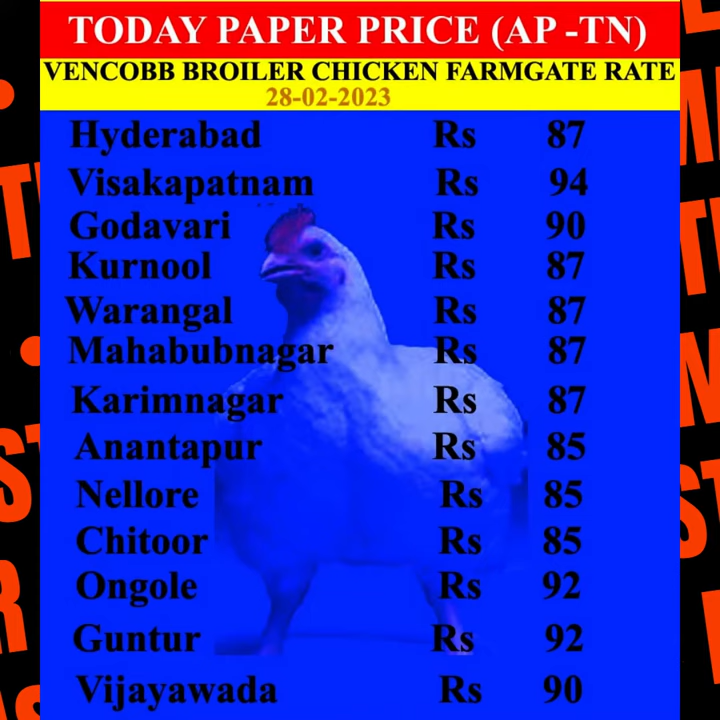 TODAY PAPER PRICE (AP -TN)
VENCOBB BROILER CHICKEN FARMGATE RATE
28-02-2023
Hyderabad Rs 87
Visakapatnam Rs 94
Godavari Rs 90
Kurnool Rs 87
Warangal Rs 87
Mahabubnagar Rs 87
Karimnagar Rs 87
Anantapur Rs 85
Nellore Rs 85
Chitoor Rs 85
Ongole Rs 92
Guntur Rs 92
Vijayawada Rs 90